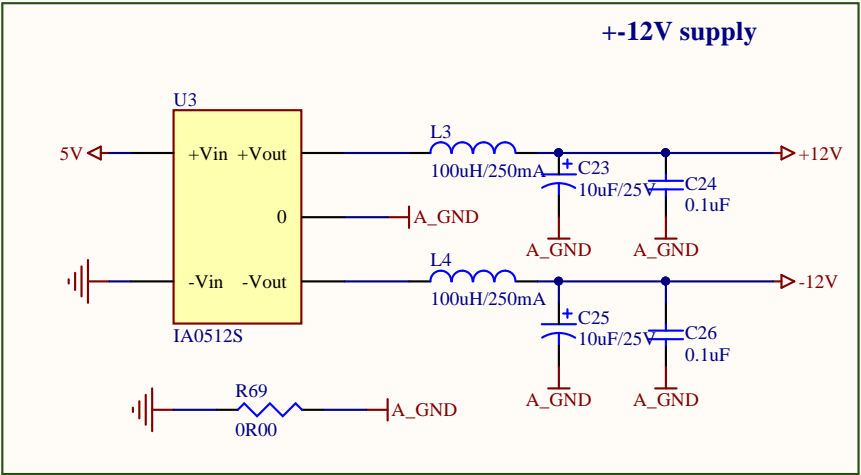 +-12V supply
U3
5V
+Vin +Vout
L3
100uH/250mA
+
C23
10uF/25V
C24
0.1uF
+12V
0
A_GND
A_GND
A_GND
-Vin -Vout
L4
100uH/250mA
-12V
IA0512S
+
C25
10uF/25V
C26
0.1uF
A_GND
A_GND
R69
0R00
A_GND